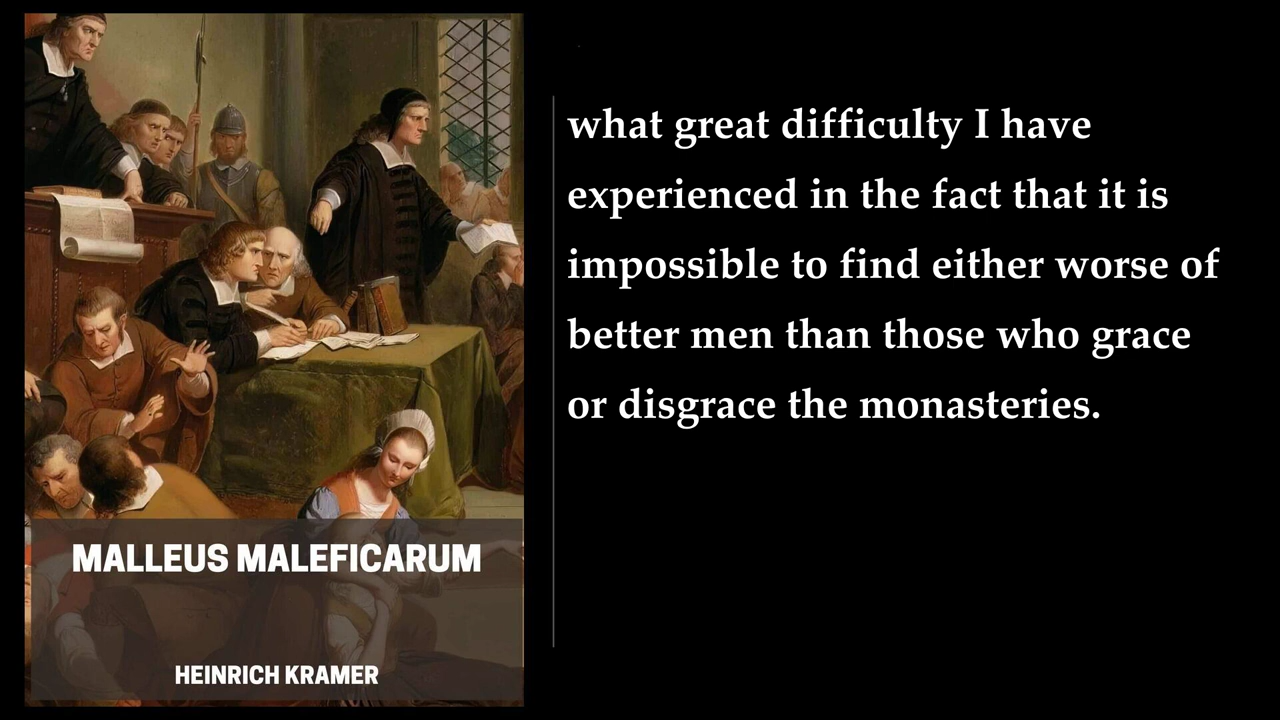 what great difficulty I have
experienced in the fact that it is
impossible to find either worse of
better men than those who grace
or disgrace the monasteries.
MALLEUS MALEFICARUM
HEINRICH KRAMER